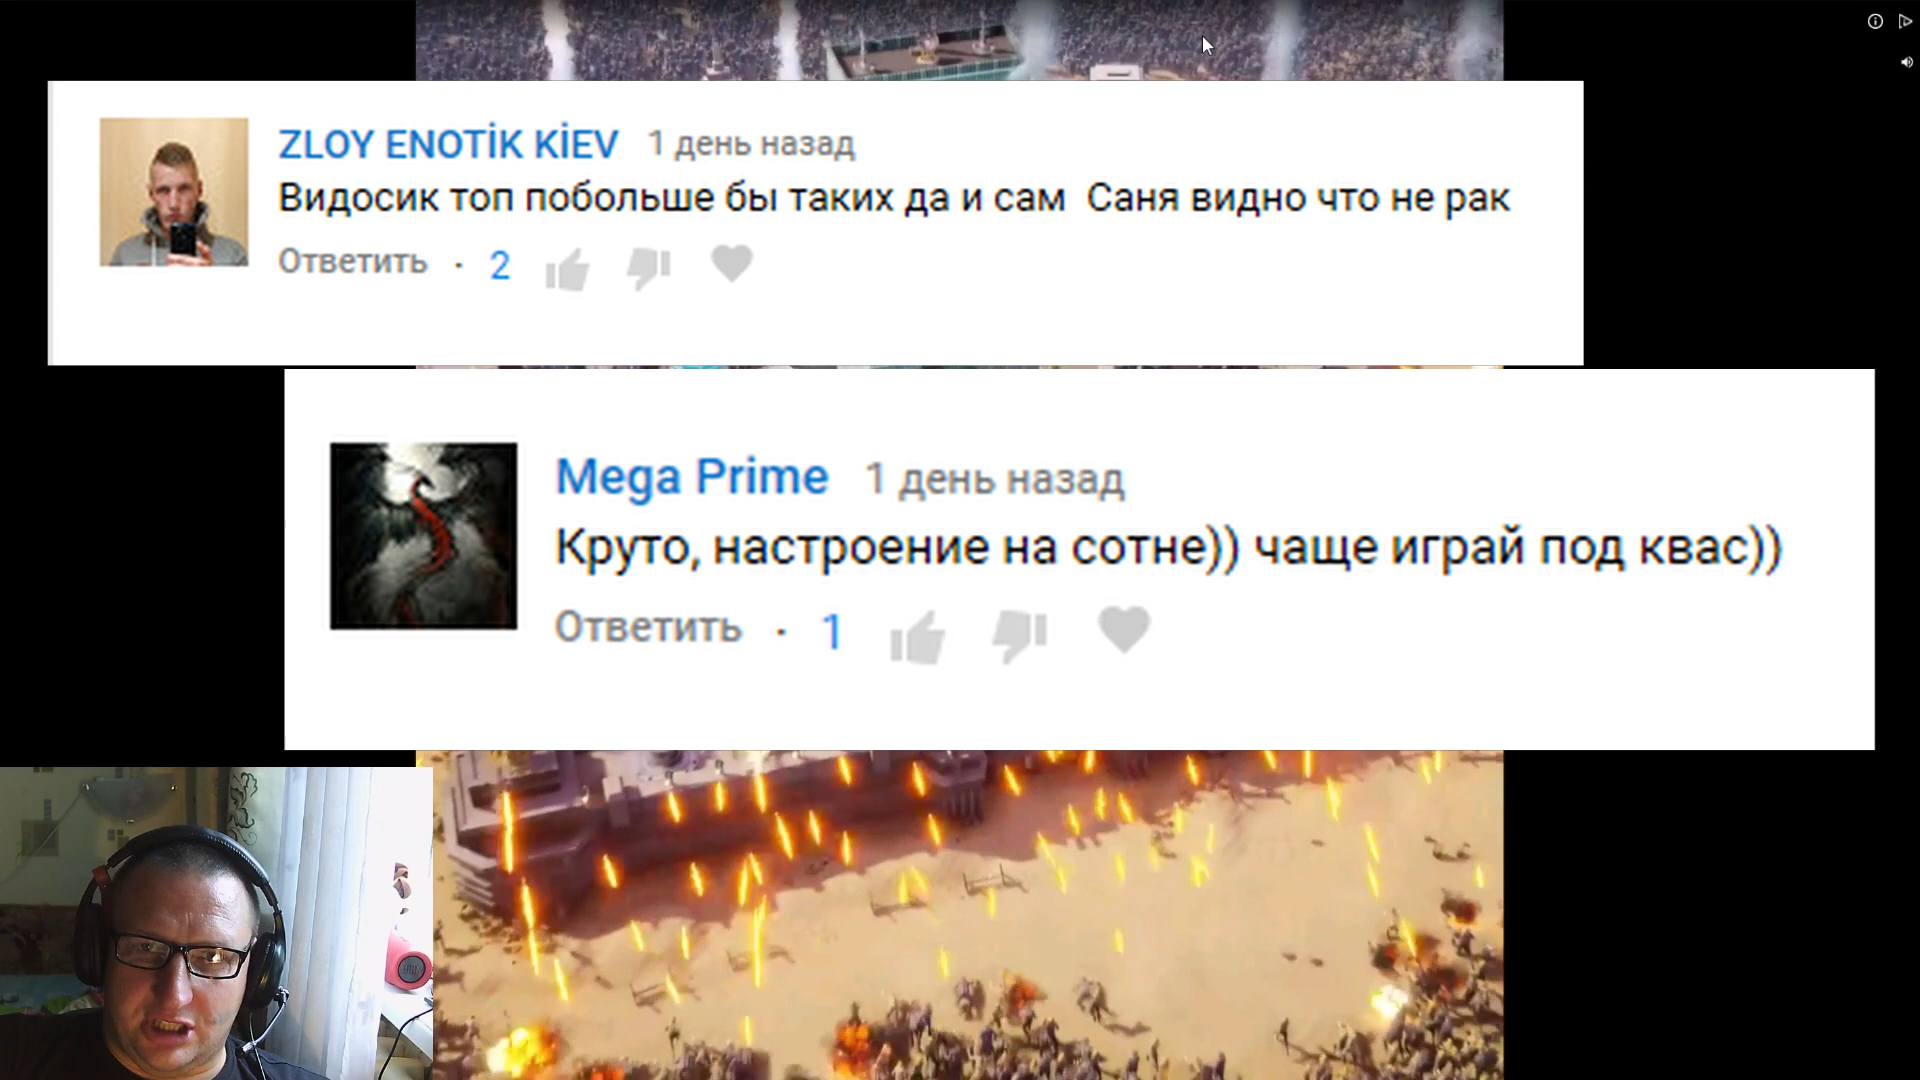 ZLOY ENOTİK KİEV 1 день назад
Видосик топ побольше бы таких да и сам Саня видно что не рак
Ответить · 2
Mega Prime 1 день назад
Круто, настроение на сотне)) чаще играй под квас))
Ответить · 1
JBL